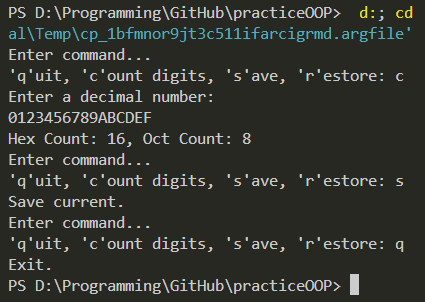 PS D:\Programming\GitHub\practiceOOP>  d:; cd
al\Temp\cp_1bfmnor9jt3c511ifarcigrmd.argfile'
Enter command...
'q'uit, 'c'ount digits, 's'ave, 'r'estore: c
Enter a decimal number:
0123456789ABCDEF
Hex Count: 16, Oct Count: 8
Enter command...
'q'uit, 'c'ount digits, 's'ave, 'r'estore: s
Save current.
Enter command...
'q'uit, 'c'ount digits, 's'ave, 'r'estore: q
Exit.
PS D:\Programming\GitHub\practiceOOP>